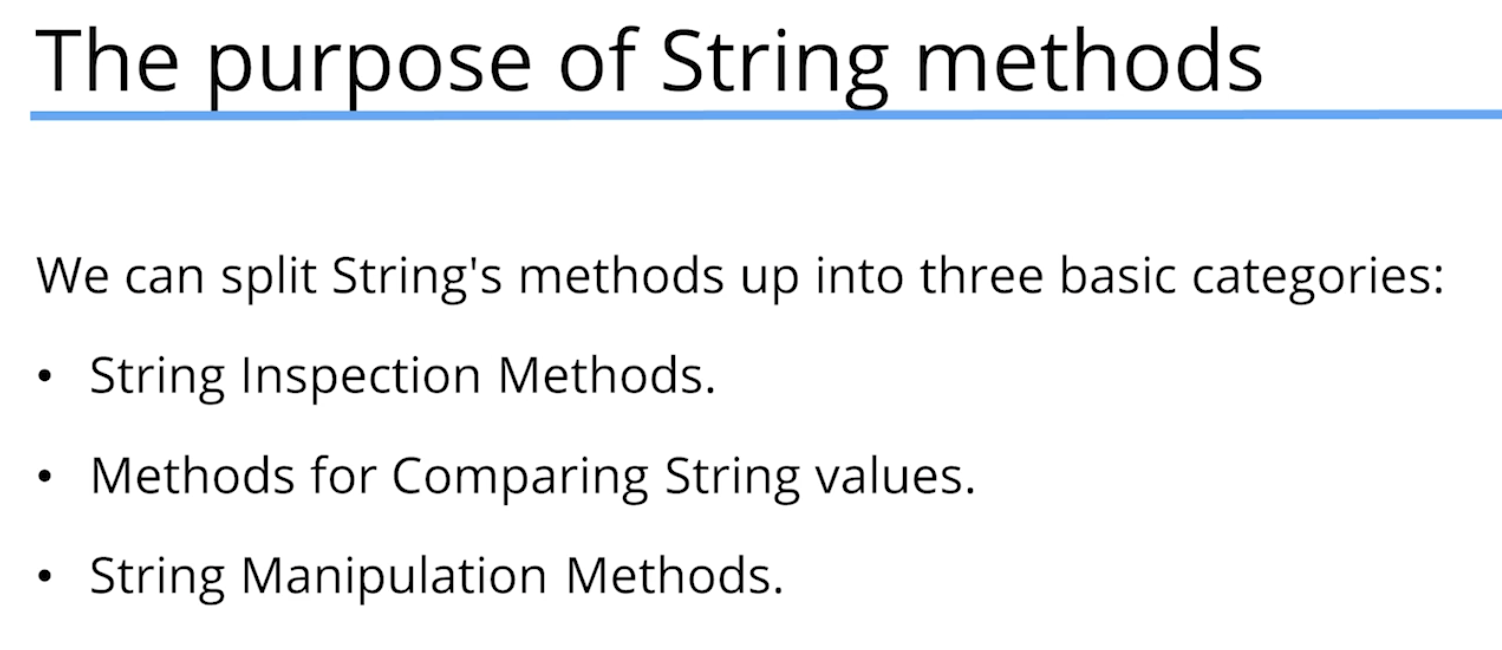 The purpose of String methods
We can split String's methods up into three basic categories:
• String Inspection Methods.
• Methods for Comparing String values.
• String Manipulation Methods.